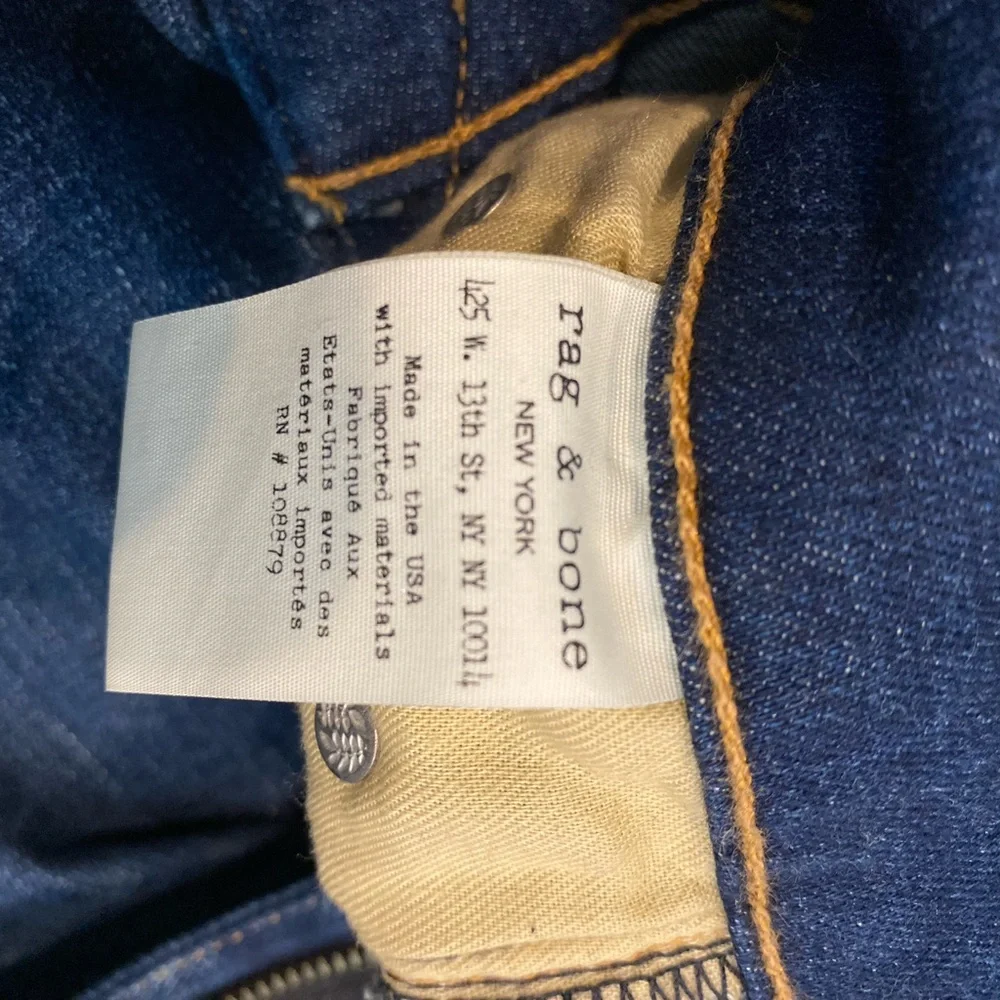 rag & bone
NEW YORK
425 W. 13th St, NY NY 10014
Made in the USA
with imported materials
Fabriqué Aux
Etats-Unis avec des
matériaux importés
RN # 108879